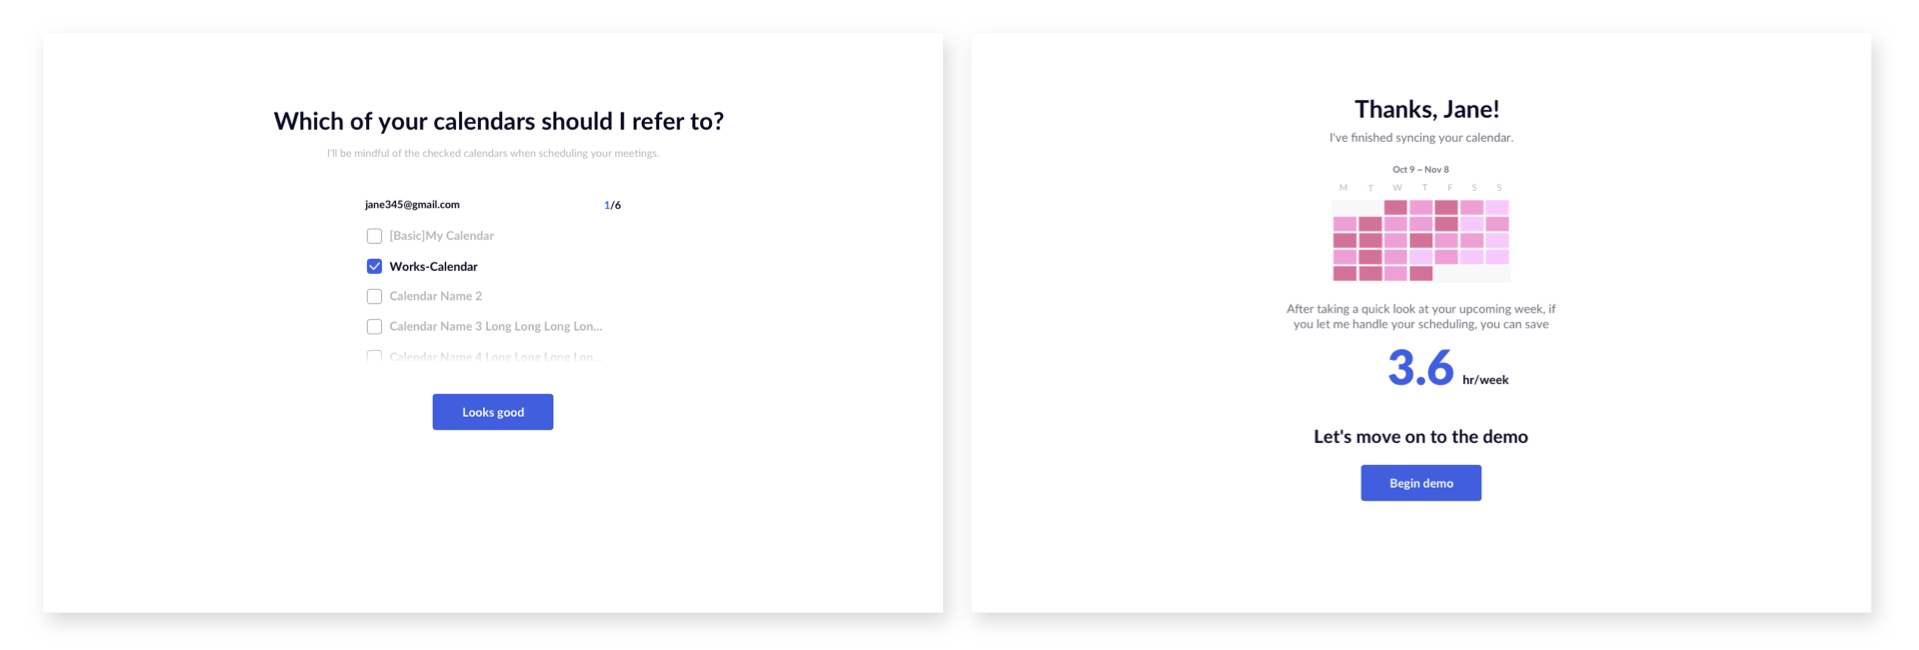 Which of your calendars should I refer to?
I'll be mindful of the checked calendars when scheduling your meetings.
jane345@gmail.com 1/6
[Basic]My Calendar
Works-Calendar
Calendar Name 2
Calendar Name 3 Long Long Long Lon...
Calendar Name 4 Long Long Long Lon...
Looks good
Thanks, Jane!
I've finished syncing your calendar.
Oct 9 – Nov 8
M T W T F S S
After taking a quick look at your upcoming week, if
you let me handle your scheduling, you can save
3.6 hr/week
Let's move on to the demo
Begin demo